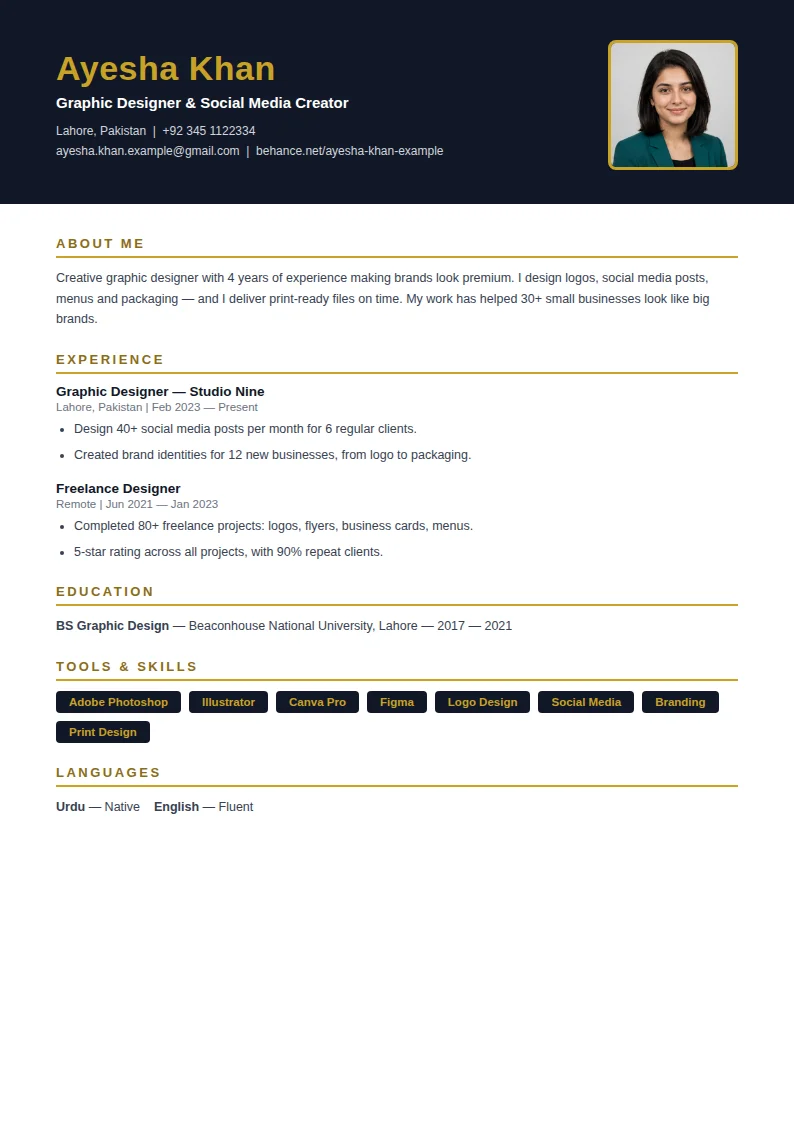 Ayesha Khan
Graphic Designer & Social Media Creator
Lahore, Pakistan | +92 345 1122334
ayesha.khan.example@gmail.com | behance.net/ayesha-khan-example
ABOUT ME
Creative graphic designer with 4 years of experience making brands look premium. I design logos, social media posts,
menus and packaging — and I deliver print-ready files on time. My work has helped 30+ small businesses look like big
brands.
EXPERIENCE
Graphic Designer — Studio Nine
Lahore, Pakistan | Feb 2023 — Present
• Design 40+ social media posts per month for 6 regular clients.
• Created brand identities for 12 new businesses, from logo to packaging.
Freelance Designer
Remote | Jun 2021 — Jan 2023
• Completed 80+ freelance projects: logos, flyers, business cards, menus.
• 5-star rating across all projects, with 90% repeat clients.
EDUCATION
BS Graphic Design — Beaconhouse National University, Lahore — 2017 — 2021
TOOLS & SKILLS
Adobe Photoshop Illustrator Canva Pro Figma Logo Design Social Media Branding
Print Design
LANGUAGES
Urdu — Native English — Fluent